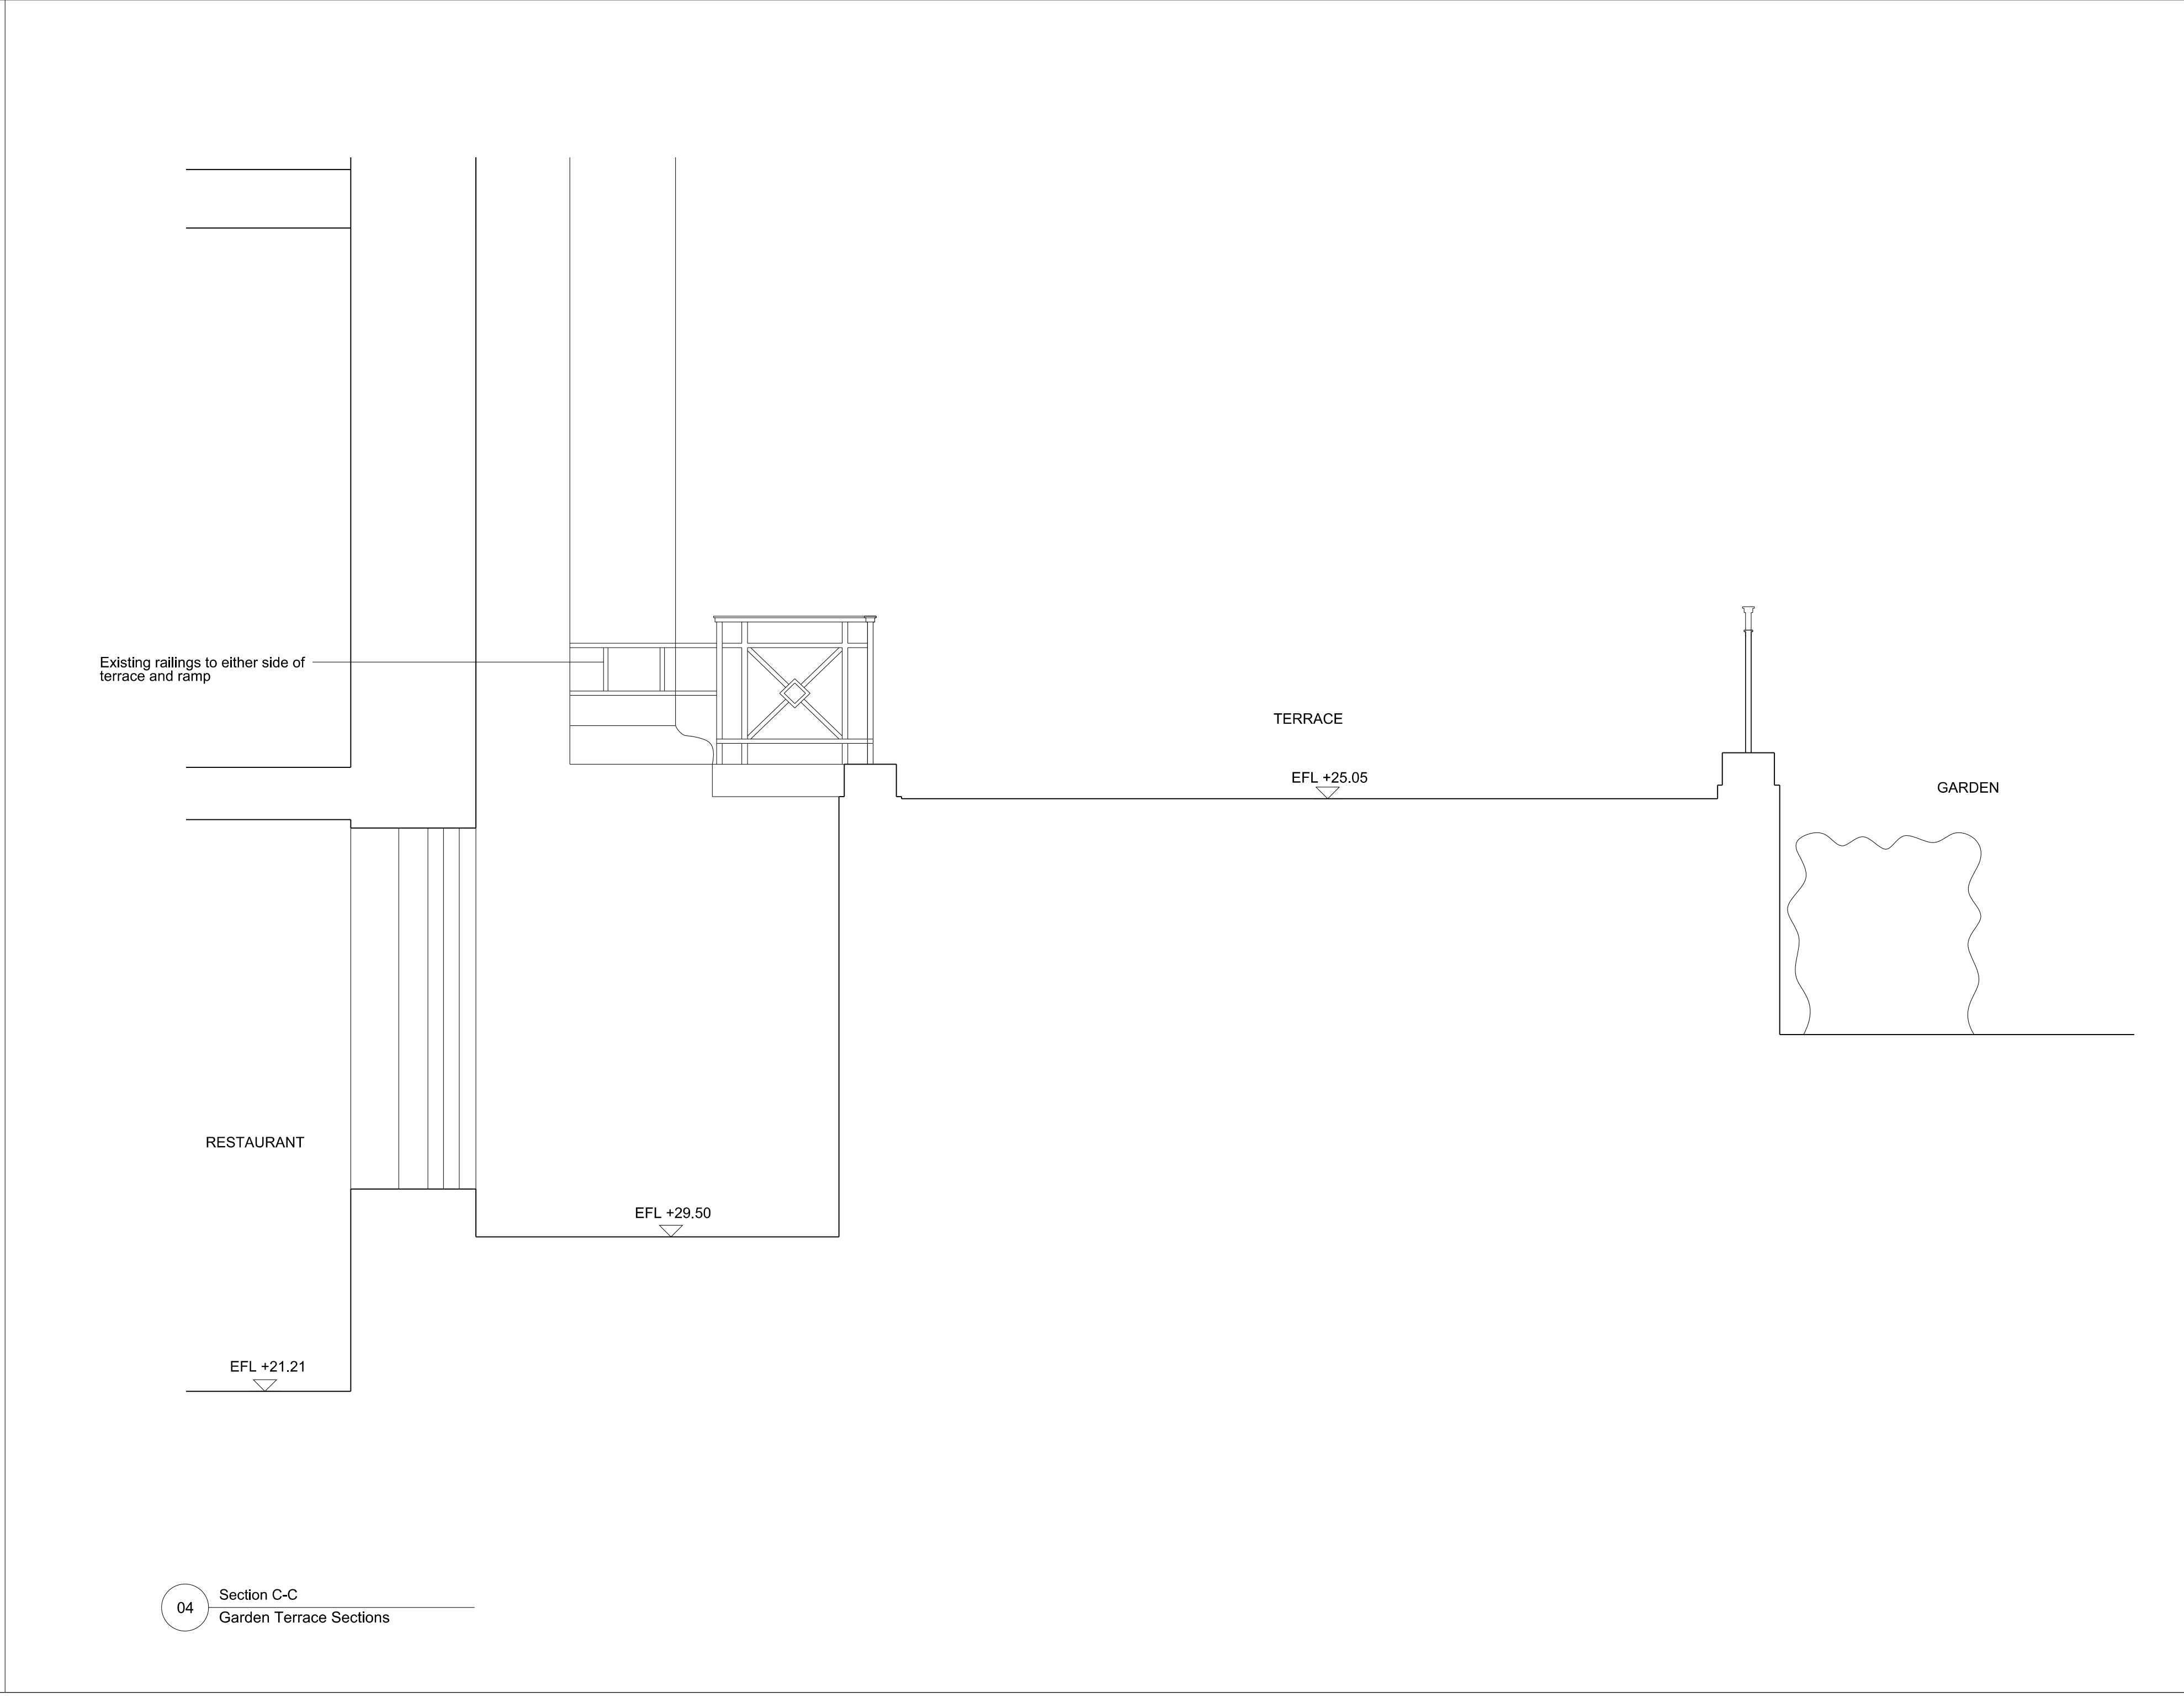 Existing railings to either side of
terrace and ramp
TERRACE
EFL +25.05
GARDEN
RESTAURANT
EFL +29.50
EFL +21.21
04
Section C-C
Garden Terrace Sections